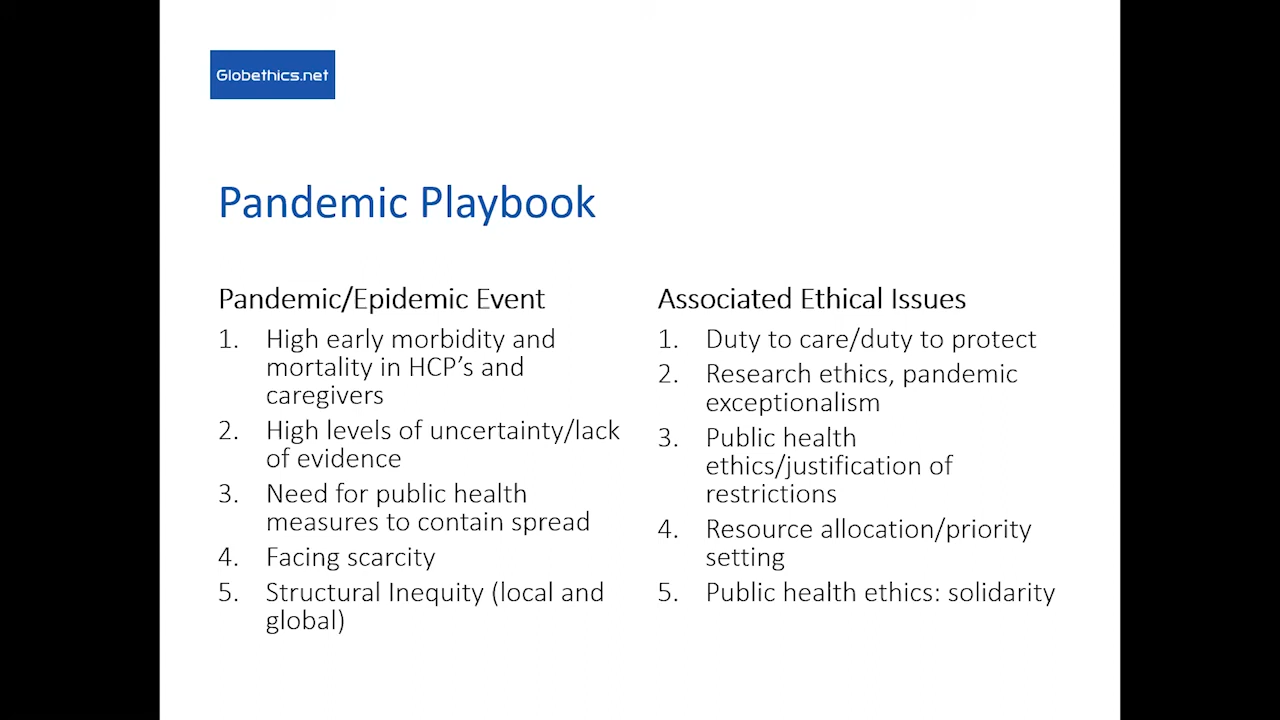 Globethics.net
Pandemic Playbook
Pandemic/Epidemic Event
1. High early morbidity and
mortality in HCP's and
caregivers
2. High levels of uncertainty/lack
of evidence
3. Need for public health
measures to contain spread
4. Facing scarcity
5. Structural Inequity (local and
global)
Associated Ethical Issues
1. Duty to care/duty to protect
2. Research ethics, pandemic
exceptionalism
3. Public health
ethics/justification of
restrictions
4. Resource allocation/priority
setting
5. Public health ethics: solidarity